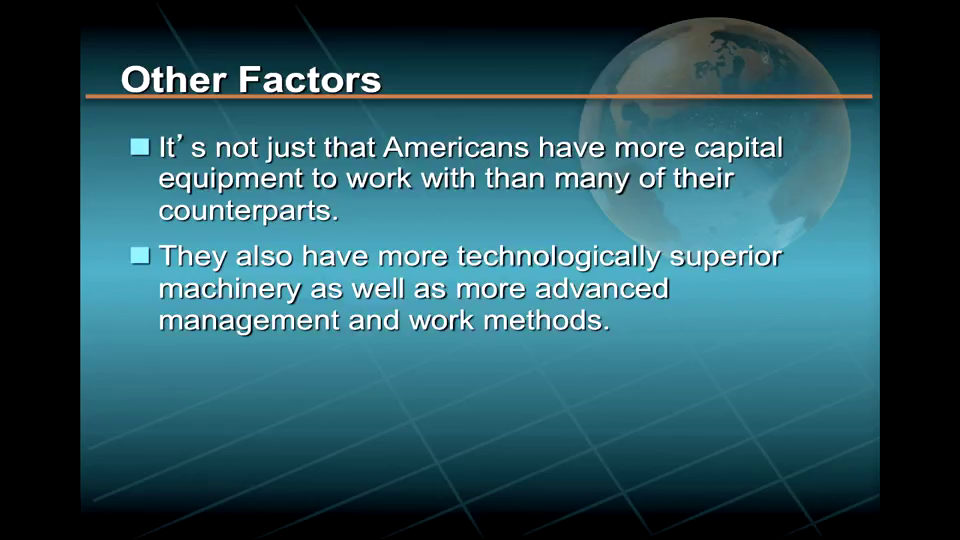 Other Factors
It’s not just that Americans have more capital
equipment to work with than many of their
counterparts.
They also have more technologically superior
machinery as well as more advanced
management and work methods.